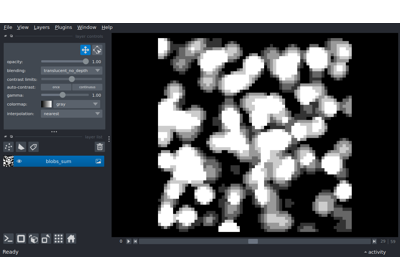 File View Layers Plugins Window Help
opacity: 1.00
blending: translucent_no_depth
contrast limits:
auto-contrast: once continuous
gamma: 1.00
colormap: gray
interpolation: nearest
blobs_sum
Ready
activity